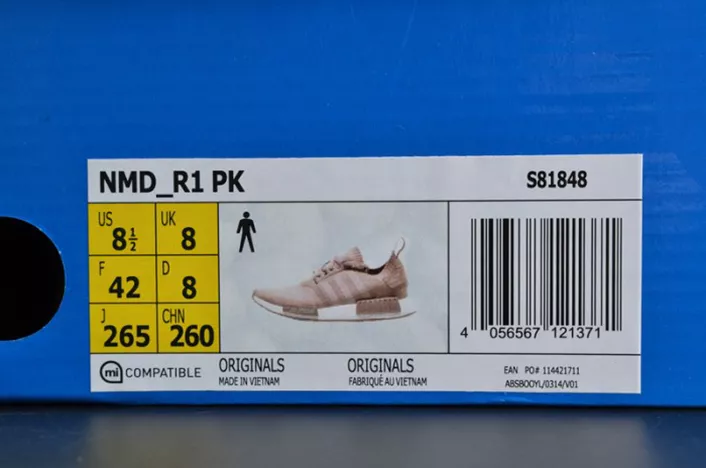 NMD_R1 PK
S81848
US 8½ UK 8
F 42 D 8
J 265 CHN 260
4 056567 121371
mi COMPATIBLE
ORIGINALS
MADE IN VIETNAM
ORIGINALS
FABRIQUÉ AU VIETNAM
EAN PO# 114421711
ABSBOOYL/0314/V01